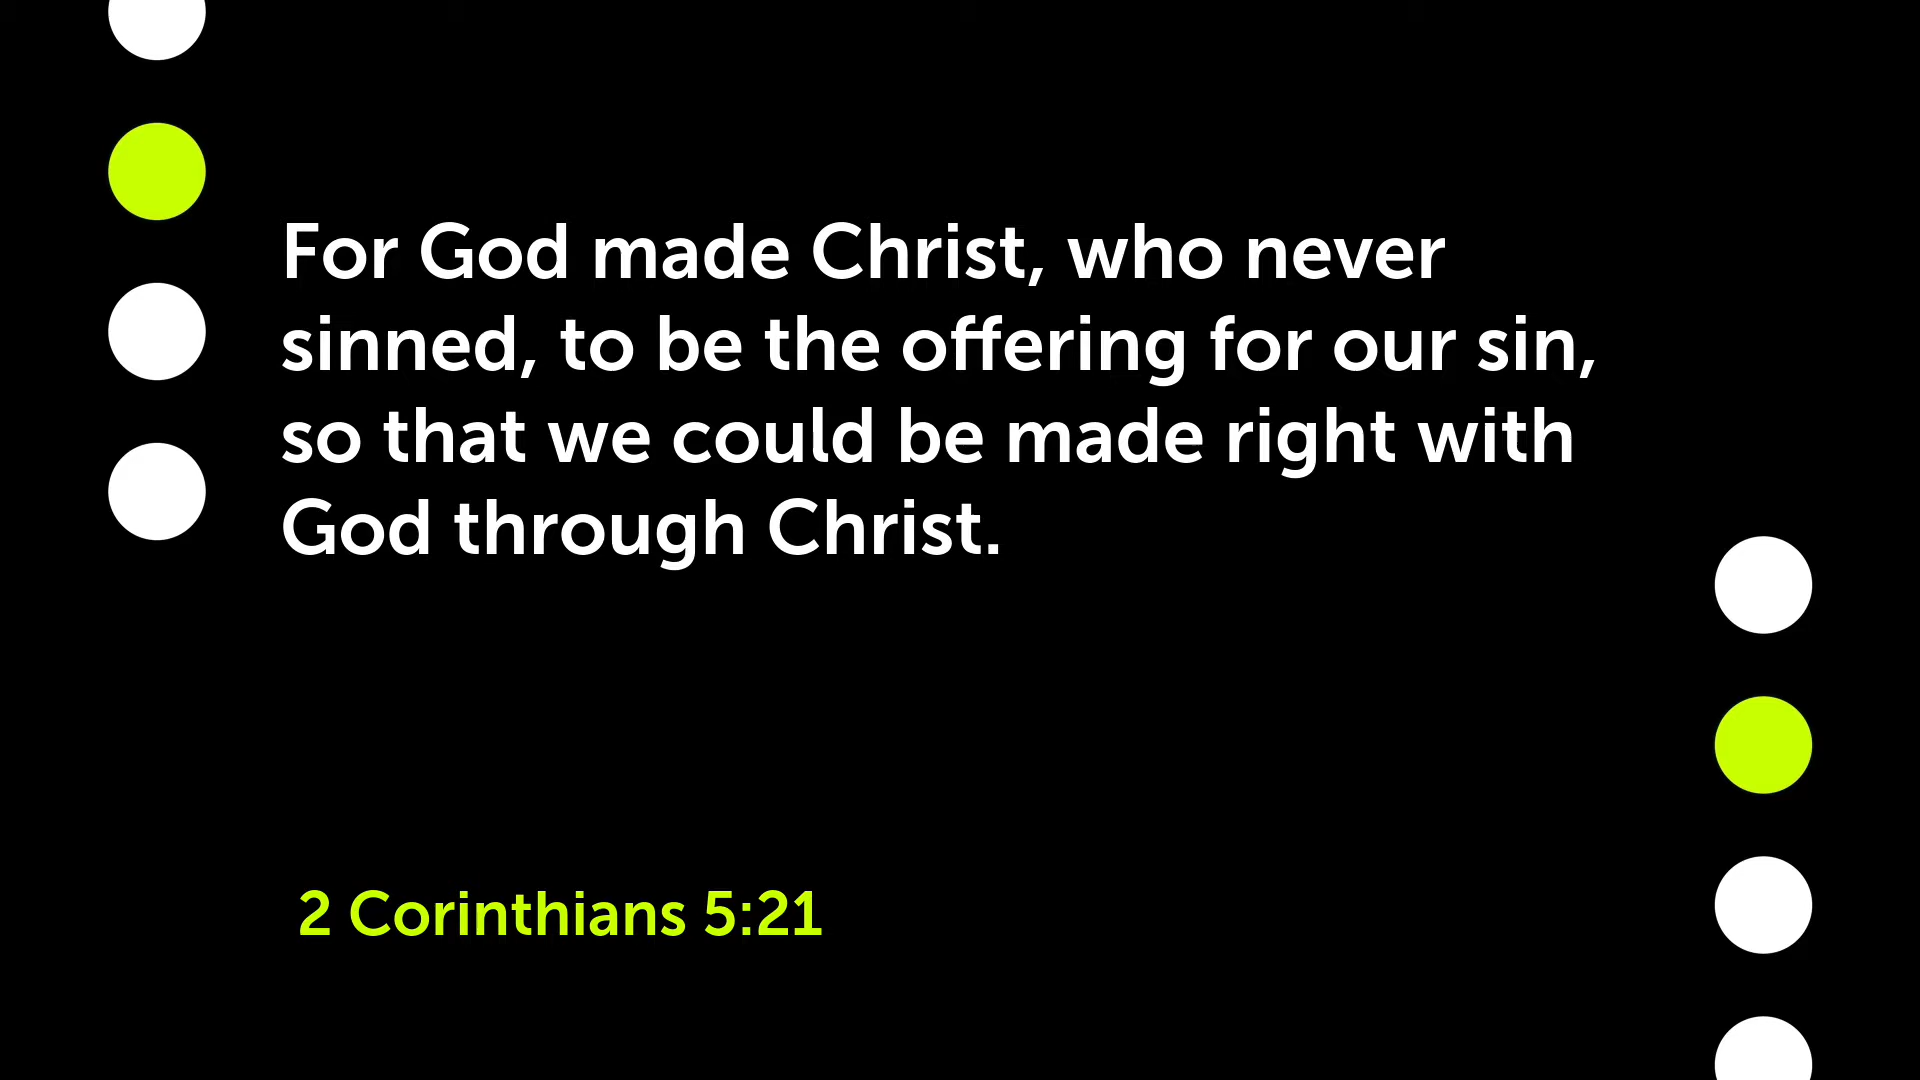 For God made Christ, who never
sinned, to be the offering for our sin,
so that we could be made right with
God through Christ.
2 Corinthians 5:21